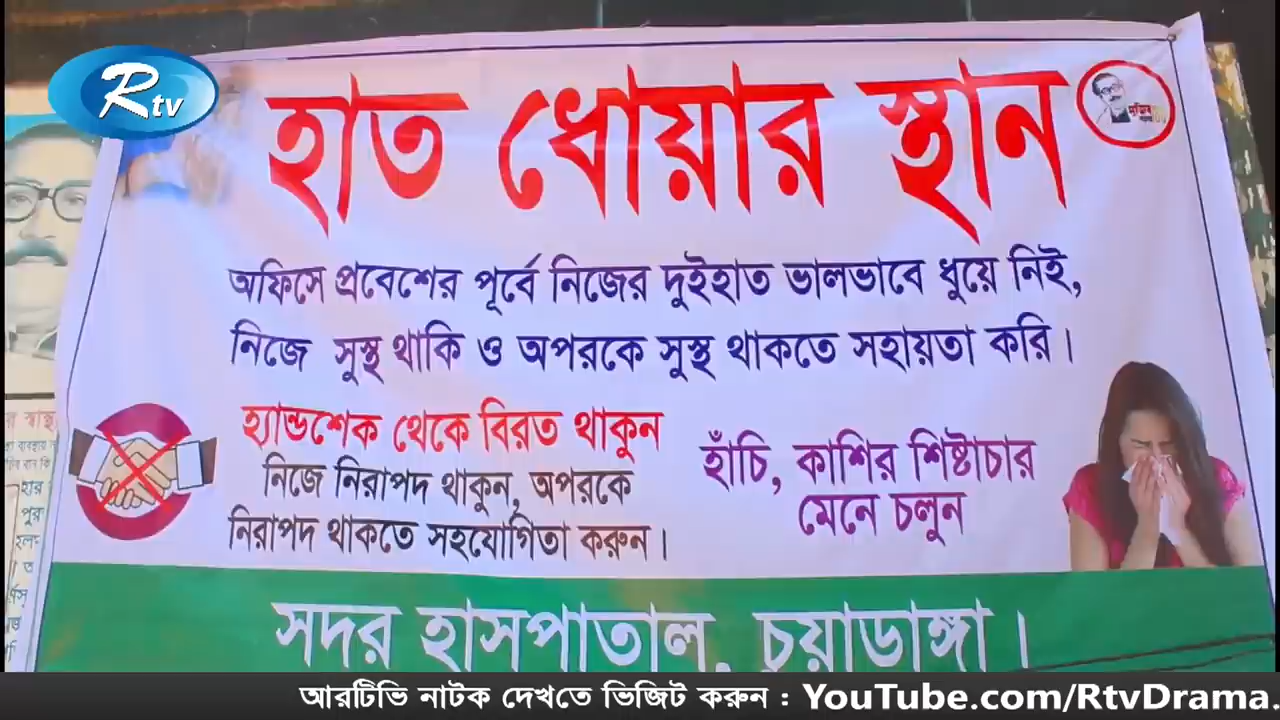 Rtv
হাত ধোয়ার স্থান
অফিসে প্রবেশের পূর্বে নিজের দুইহাত ভালভাবে ধুয়ে নিই,
নিজে সুস্থ থাকি ও অপরকে সুস্থ থাকতে সহায়তা করি।
হ্যান্ডশেক থেকে বিরত থাকুন
নিজে নিরাপদ থাকুন, অপরকে
নিরাপদ থাকতে সহযোগিতা করুন।
হাঁচি, কাশির শিষ্টাচার
মেনে চলুন
সদর হাসপাতাল, চুয়াডাঙ্গা।
আরটিভি নাটক দেখতে ভিজিট করুন : YouTube.com/RtvDrama.